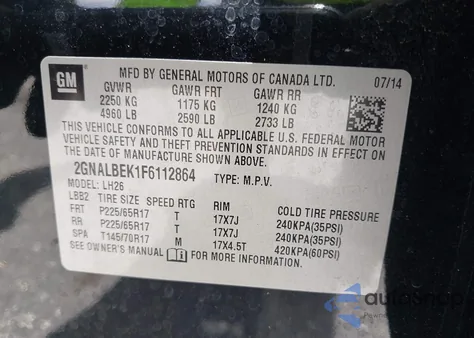 GM
MFD BY GENERAL MOTORS OF CANADA LTD. 07/14
GVWR GAWR FRT GAWR RR
2250 KG 1175 KG 1240 KG
4960 LB 2590 LB 2733 LB
THIS VEHICLE CONFORMS TO ALL APPLICABLE U.S. FEDERAL MOTOR
VEHICLE SAFETY AND THEFT PREVENTION STANDARDS IN EFFECT ON
THE DATE OF MANUFACTURE SHOWN ABOVE.
2GNALBEK1F6112864 TYPE: M.P.V.
MODEL: LH26
LBB2 TIRE SIZE SPEED RTG RIM COLD TIRE PRESSURE
FRT P225/65R17 T 17X7J 240KPA(35PSI)
RR P225/65R17 T 17X7J 240KPA(35PSI)
SPA T145/70R17 M 17X4.5T 420KPA(60PSI)
SEE OWNER'S MANUAL FOR MORE INFORMATION.